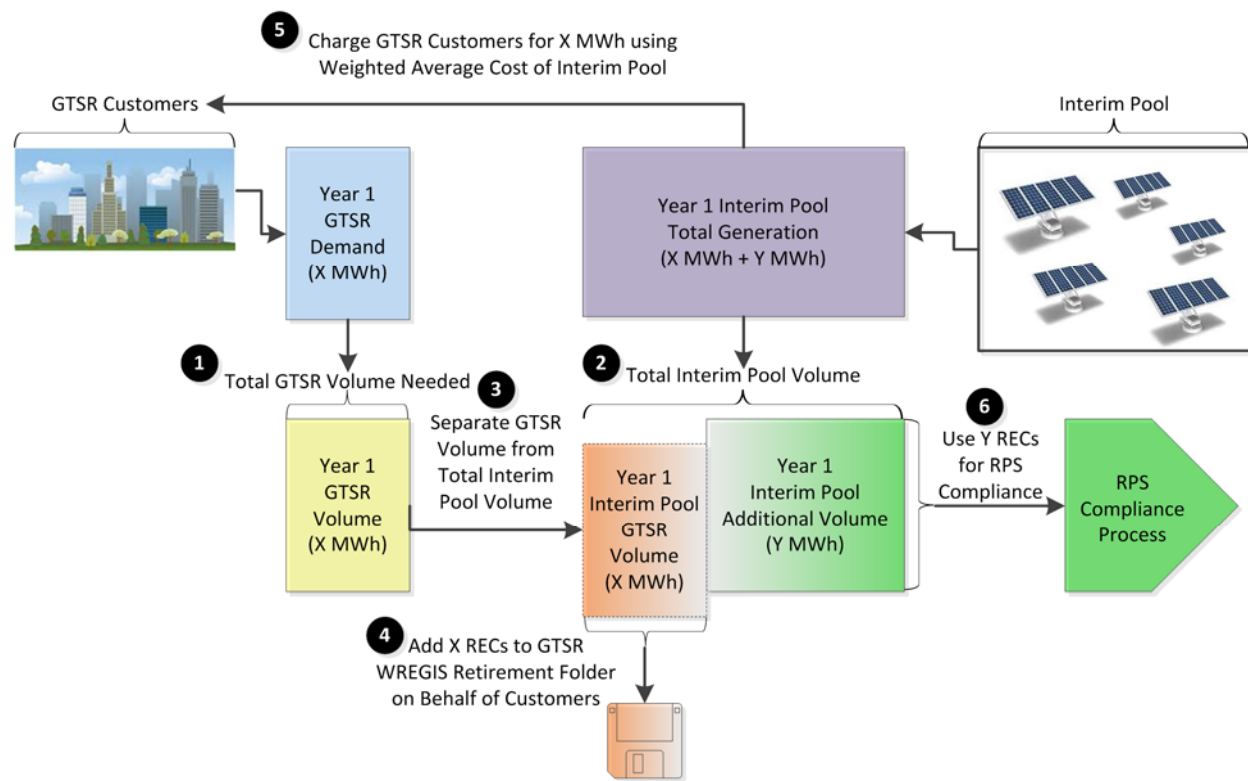 5
Charge GTSR Customers for X MWh using
Weighted Average Cost of Interim Pool
GTSR Customers
Interim Pool
Year 1
GTSR
Demand
(X MWh)
Year 1 Interim Pool
Total Generation
(X MWh + Y MWh)
1
Total GTSR Volume Needed
2
Total Interim Pool Volume
3
Separate GTSR
Volume from
Total Interim
Pool Volume
6
Use Y RECs
for RPS
Compliance
Year 1
GTSR
Volume
(X MWh)
Year 1
Interim Pool
GTSR
Volume
(X MWh)
Year 1
Interim Pool
Additional Volume
(Y MWh)
RPS
Compliance
Process
4
Add X RECs to GTSR
WREGIS Retirement Folder
on Behalf of Customers